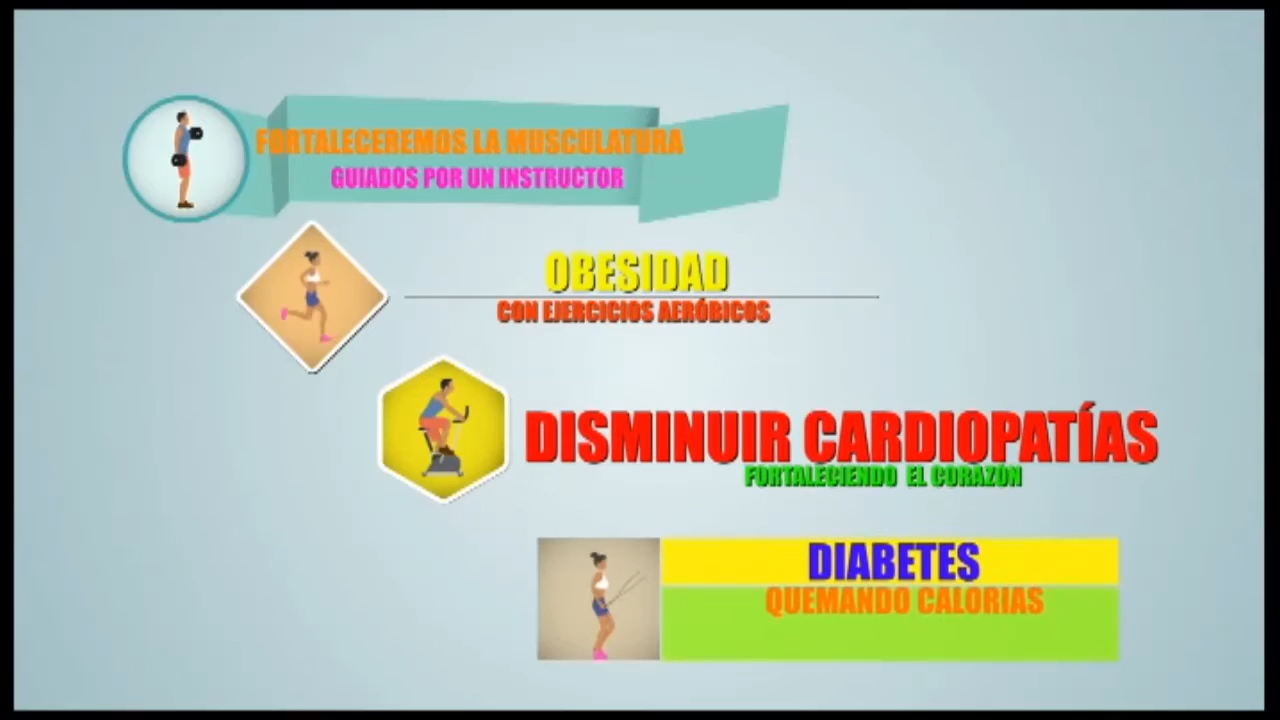 FORTALECEREMOS LA MUSCULATURA
GUIADOS POR UN INSTRUCTOR
OBESIDAD
CON EJERCICIOS AERÓBICOS
DISMINUIR CARDIOPATÍAS
FORTALECIENDO EL CORAZÓN
DIABETES
QUEMANDO CALORIAS